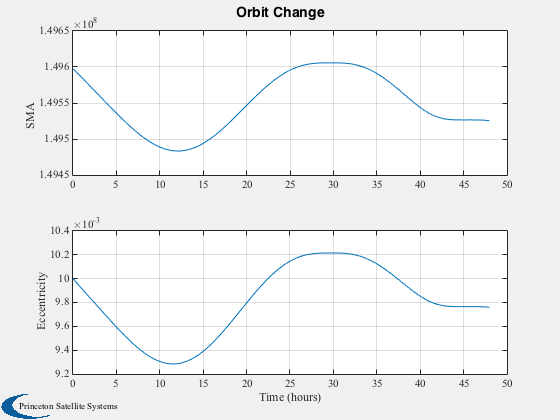 Orbit Change
×10^8
1.4965
1.496
1.4955
1.495
1.4945
SMA
0 5 10 15 20 25 30 35 40 45 50
×10^-3
10.4
10.2
10
9.8
9.6
9.4
9.2
Eccentricity
0 5 10 15 20 25 30 35 40 45 50
Time (hours)
Princeton Satellite Systems